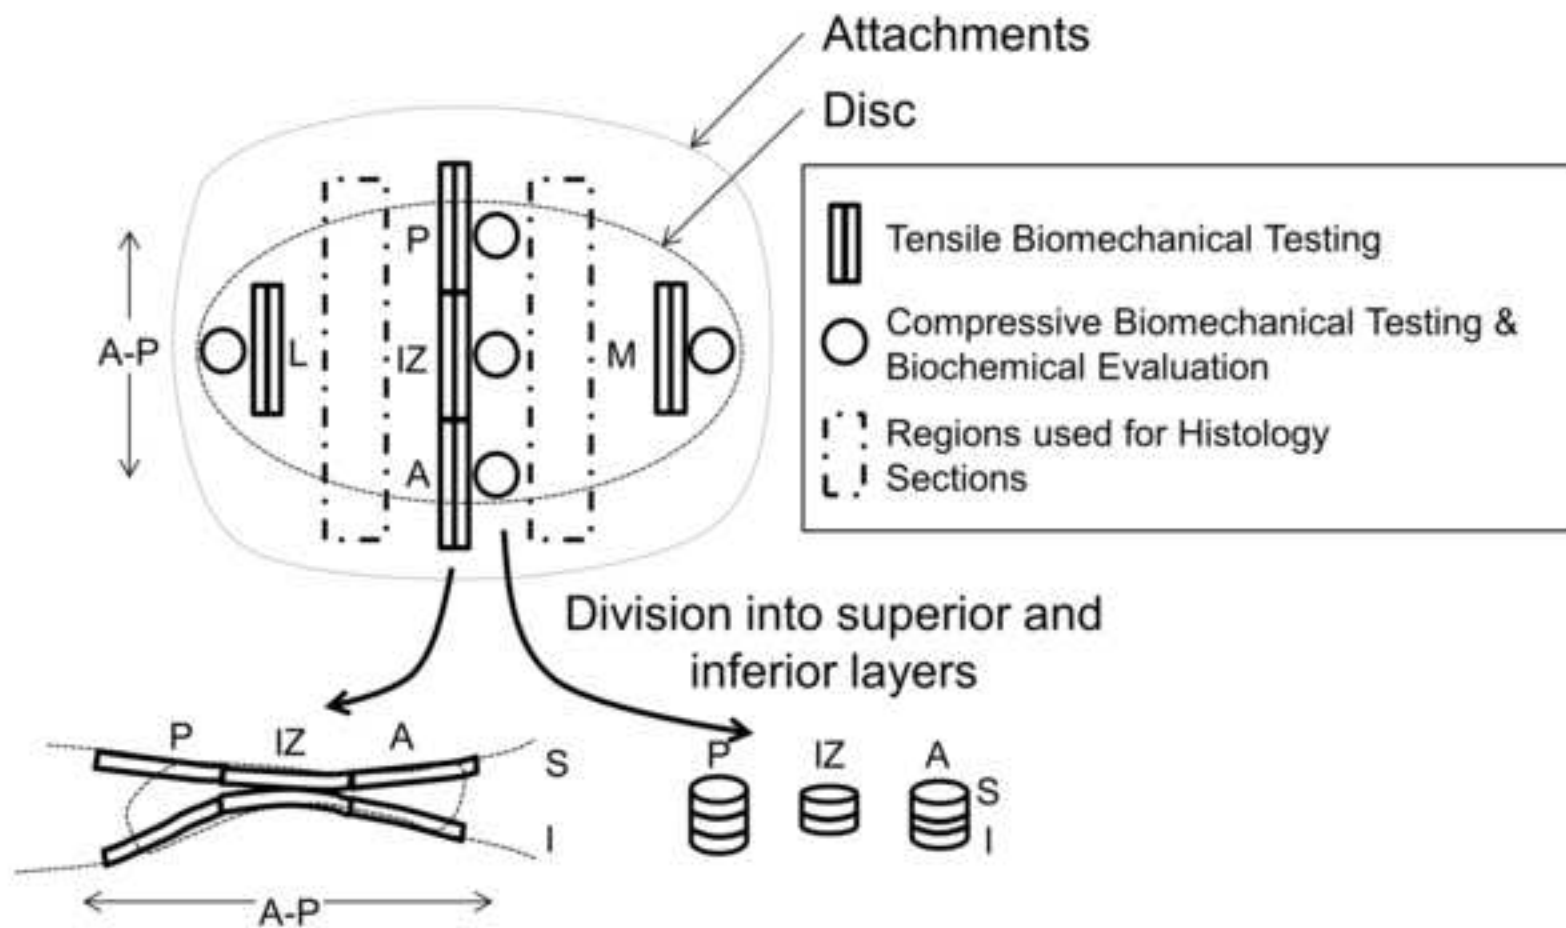 Attachments
Disc
Tensile Biomechanical Testing
Compressive Biomechanical Testing &
Biochemical Evaluation
Regions used for Histology
Sections
P
A-P
L
IZ
M
A
Division into superior and
inferior layers
P
IZ
A
S
I
A-P
P
IZ
A
S
I